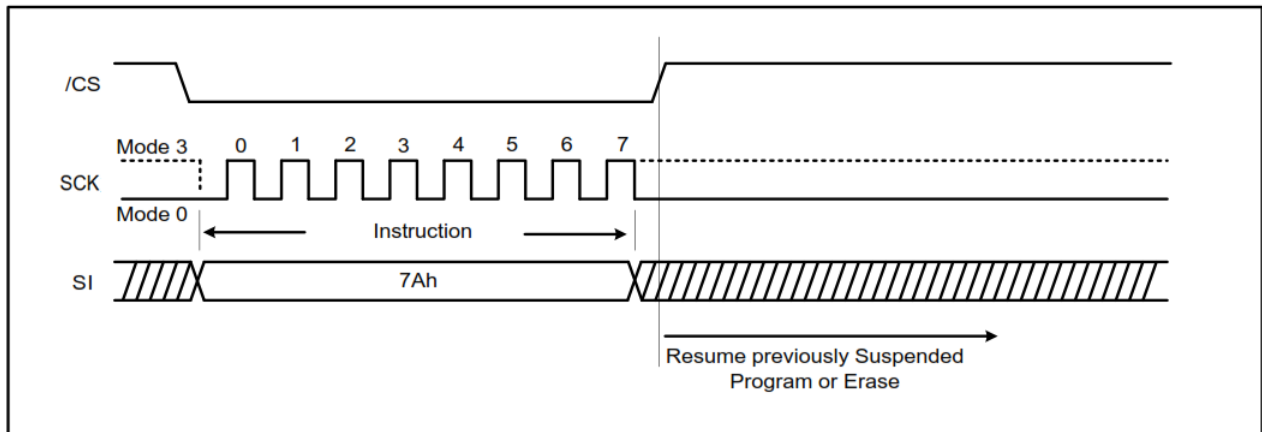 /CS
Mode 3
0 1 2 3 4 5 6 7
SCK
Mode 0
Instruction
SI
7Ah
Resume previously Suspended
Program or Erase